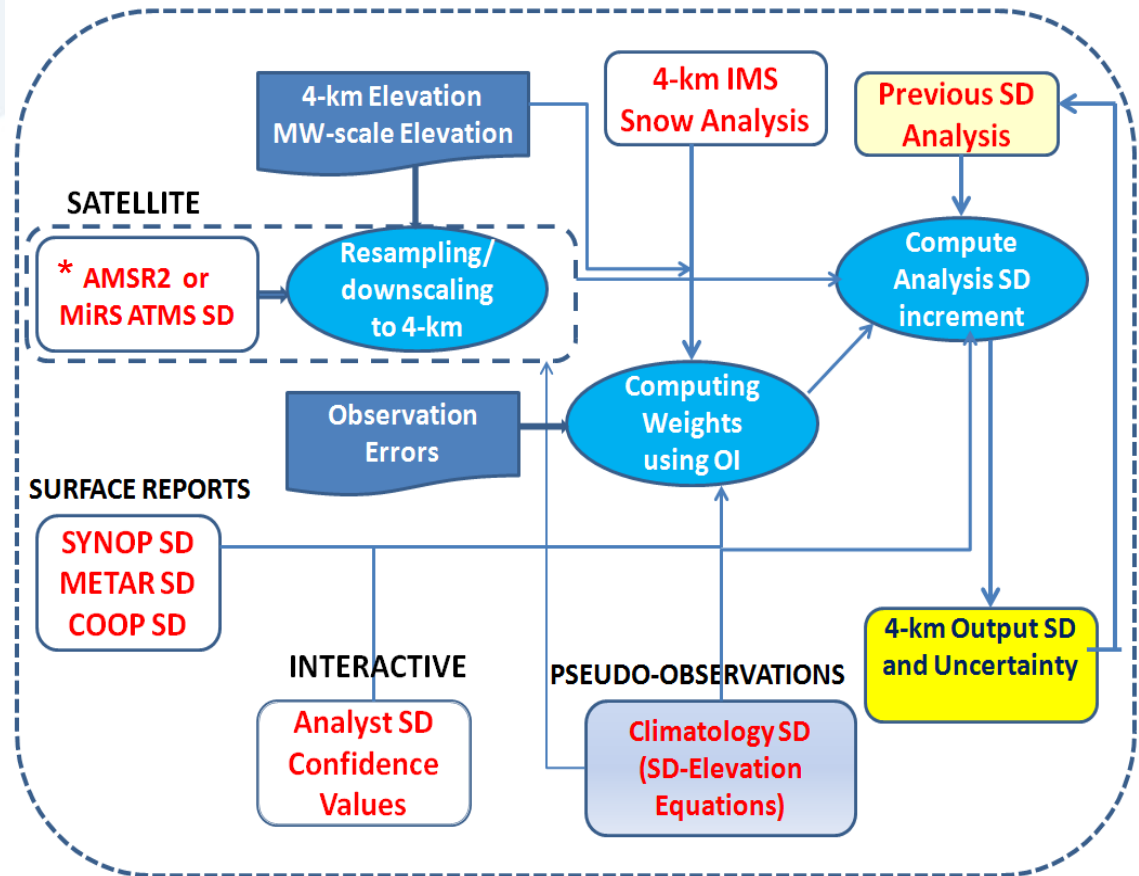 4-km Elevation
MW-scale Elevation
4-km IMS
Snow Analysis
Previous SD
Analysis
SATELLITE
* AMSR2 or
MiRS ATMS SD
Resampling/
downscaling
to 4-km
Compute
Analysis SD
increment
Observation
Errors
Computing
Weights
using OI
SURFACE REPORTS
SYNOP SD
METAR SD
COOP SD
4-km Output SD
and Uncertainty
INTERACTIVE
Analyst SD
Confidence
Values
PSEUDO-OBSERVATIONS
Climatology SD
(SD-Elevation
Equations)